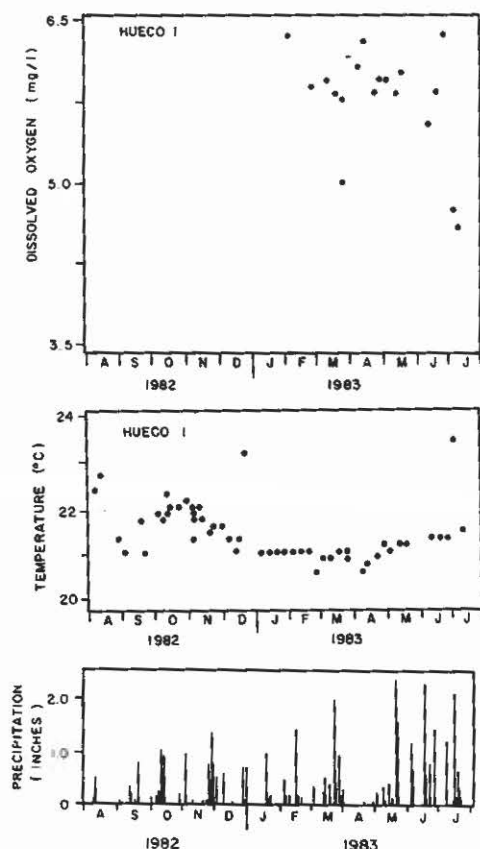 6.5
HUECO I
DISSOLVED OXYGEN (mg/l)
5.0
3.5
A S O N D J F M A M J J
1982 1983
24
HUECO I
TEMPERATURE (°C)
22
20
A S O N D J F M A M J J
1982 1983
PRECIPITATION
(INCHES)
2.0
1.0
0
A S O N D J F M A M J J
1982 1983